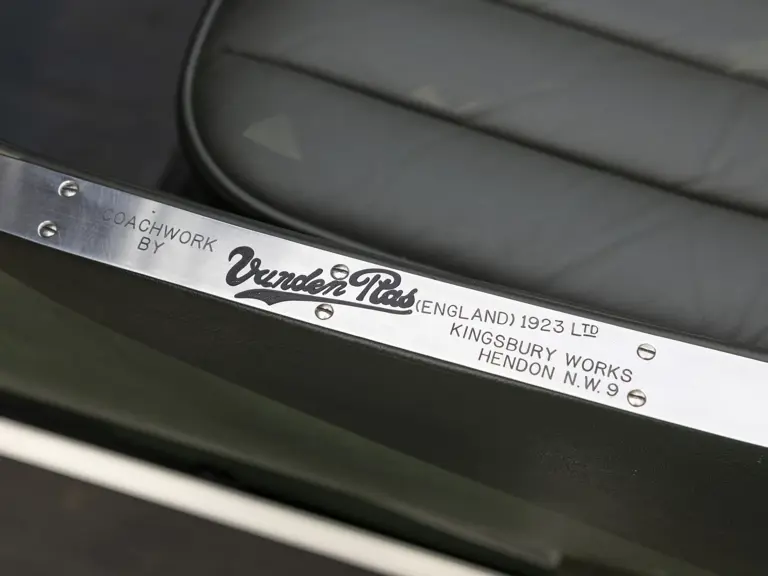 COACHWORK
BY
Vanden Plas (ENGLAND) 1923 LTD
KINGSBURY WORKS
HENDON N.W. 9